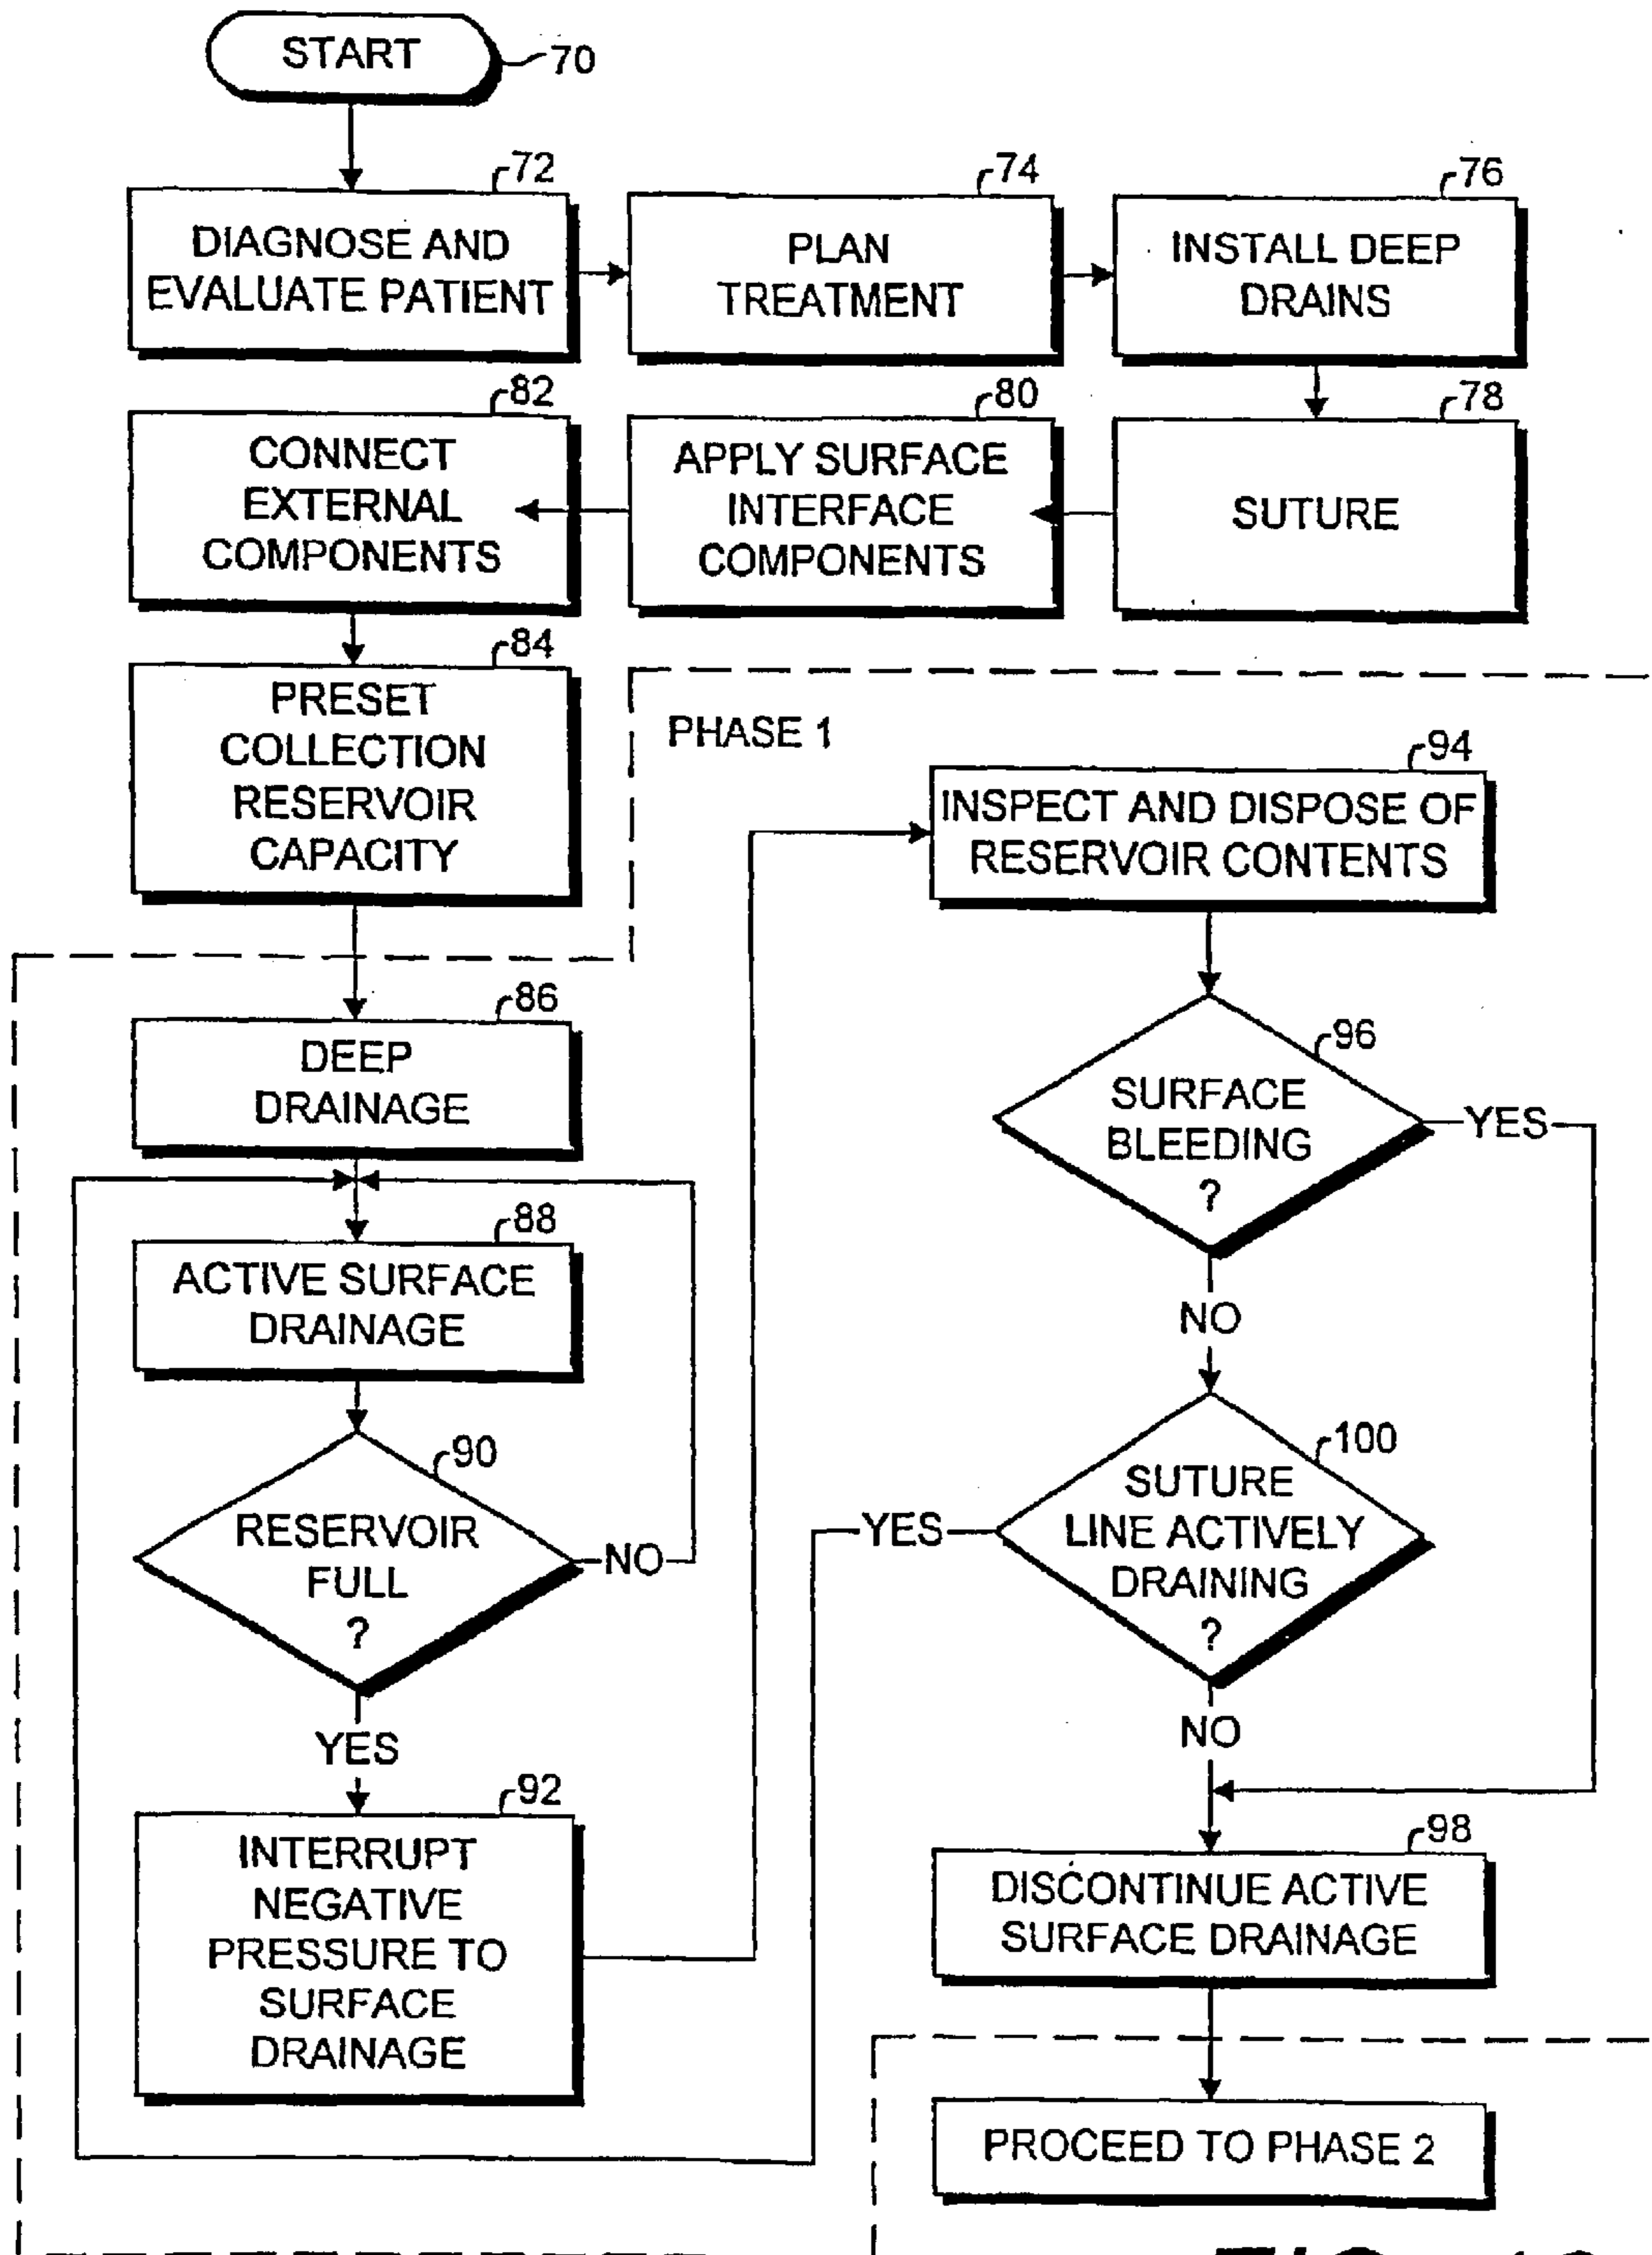 START
70
72
DIAGNOSE AND
EVALUATE PATIENT
74
PLAN
TREATMENT
76
INSTALL DEEP
DRAINS
82
CONNECT
EXTERNAL
COMPONENTS
80
APPLY SURFACE
INTERFACE
COMPONENTS
78
SUTURE
84
PRESET
COLLECTION
RESERVOIR
CAPACITY
PHASE 1
86
DEEP
DRAINAGE
88
ACTIVE SURFACE
DRAINAGE
90
RESERVOIR
FULL
?
NO
YES
92
INTERRUPT
NEGATIVE
PRESSURE TO
SURFACE
DRAINAGE
94
INSPECT AND DISPOSE OF
RESERVOIR CONTENTS
96
SURFACE
BLEEDING
?
YES
NO
100
SUTURE
LINE ACTIVELY
DRAINING
?
YES
NO
98
DISCONTINUE ACTIVE
SURFACE DRAINAGE
PROCEED TO PHASE 2